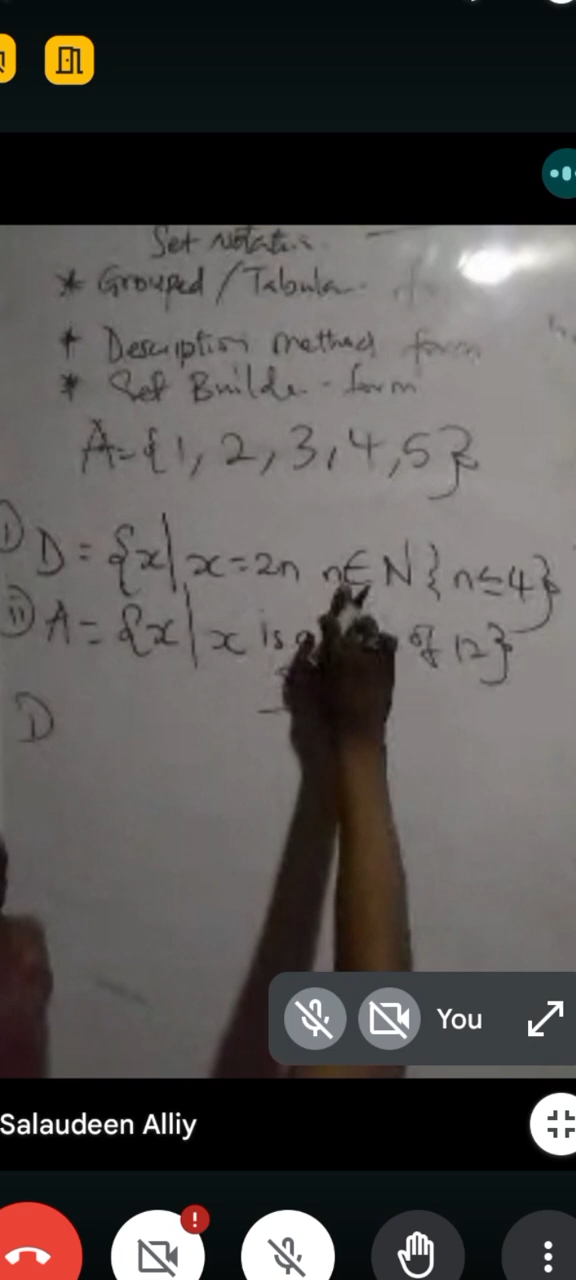 Set Notati
* Grouped / Tabular
* Description method form
* Set Builder - form
A = {1, 2, 3, 4, 5}
i) D = {x | x = 2n n ∈ N { n ≤ 4}
ii) A = {x | x is of 12}
D
You
Salaudeen Alliy
!